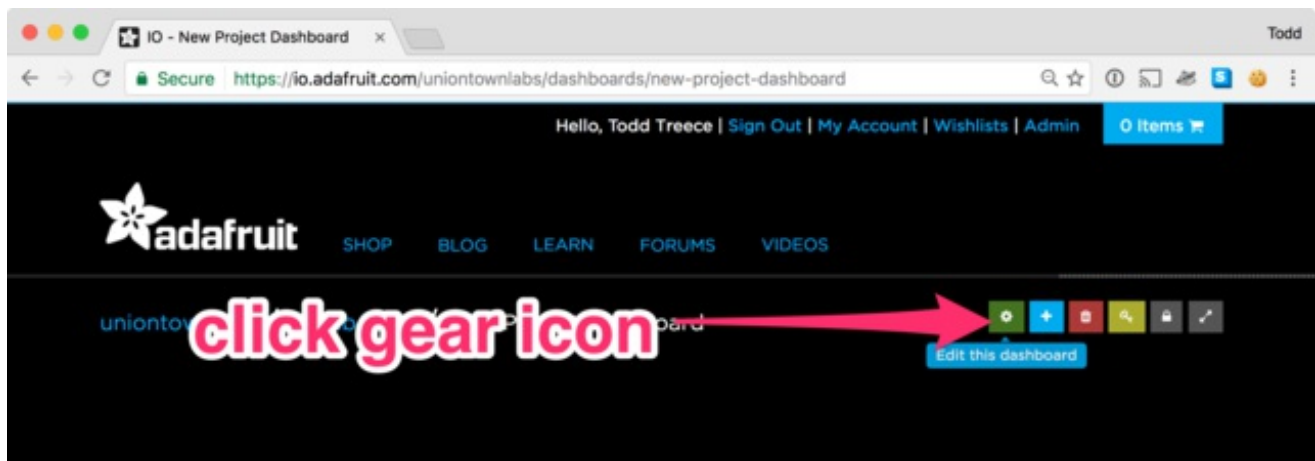 IO - New Project Dashboard
Todd
Secure https://io.adafruit.com/uniontownlabs/dashboards/new-project-dashboard
Hello, Todd Treece | Sign Out | My Account | Wishlists | Admin
0 Items
adafruit
SHOP BLOG LEARN FORUMS VIDEOS
click gear icon
Edit this dashboard